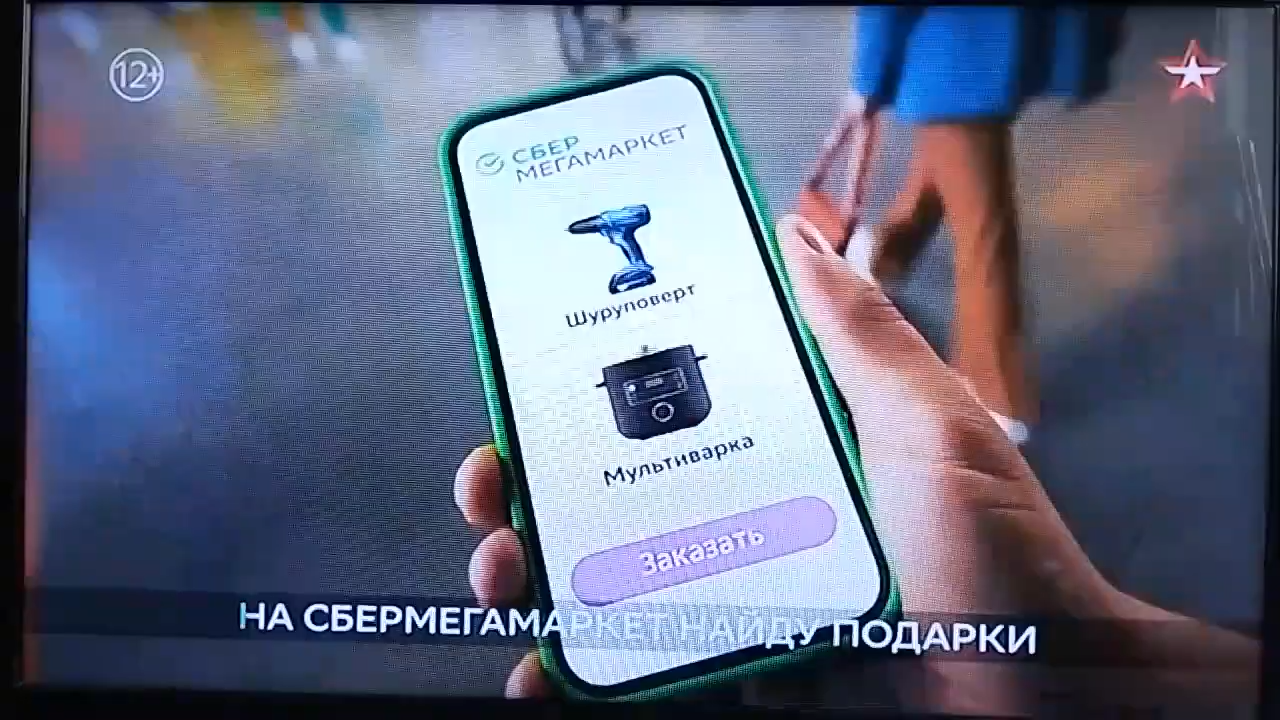 12+
СБЕР
МЕГАМАРКЕТ
Шуруповерт
Мультиварка
Заказать
НА СБЕРМЕГАМАРКЕТ НАЙДУ ПОДАРКИ